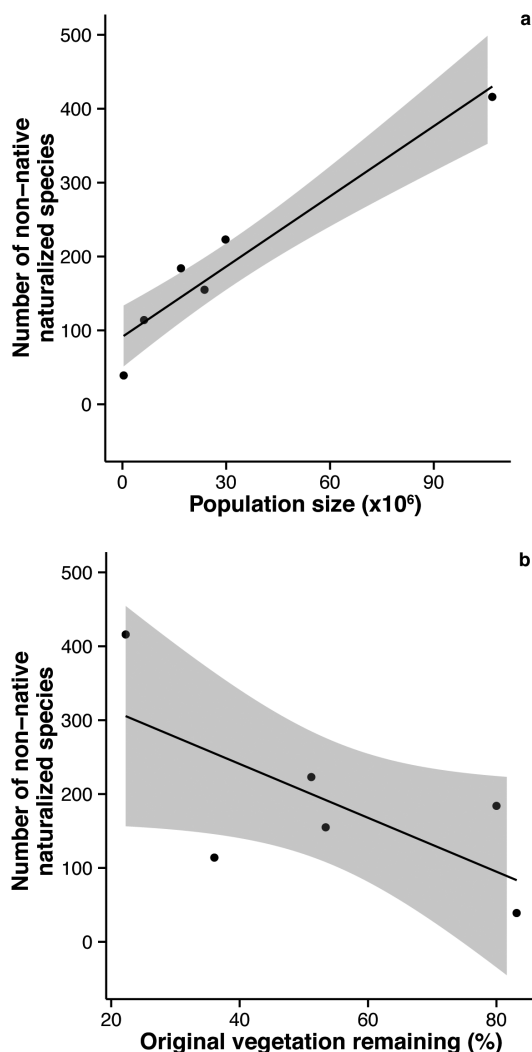 a
500
400
300
200
100
0
Number of non−native
naturalized species
0 30 60 90
Population size (x10⁶)
b
500
400
300
200
100
0
Number of non−native
naturalized species
20 40 60 80
Original vegetation remaining (%)